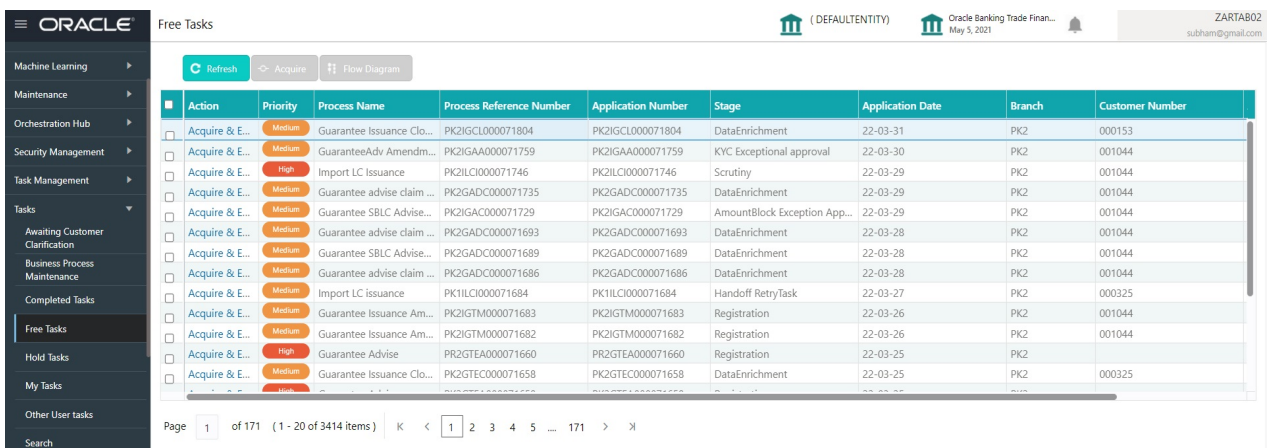 ORACLE
Free Tasks
( DEFAULTENTITY)
Oracle Banking Trade Finan...
May 5, 2021
ZARTAB02
subham@gmail.com
Machine Learning
Maintenance
Orchestration Hub
Security Management
Task Management
Tasks
Awaiting Customer
Clarification
Business Process
Maintenance
Completed Tasks
Free Tasks
Hold Tasks
My Tasks
Other User tasks
Search
Refresh Acquire Flow Diagram
Action Priority Process Name Process Reference Number Application Number Stage Application Date Branch Customer Number
Acquire & E... Medium Guarantee Issuance Clo... PK2IGCL000071804 PK2IGCL000071804 DataEnrichment 22-03-31 PK2 000153
Acquire & E... Medium GuaranteeAdv Amendm... PK2IGAA000071759 PK2IGAA000071759 KYC Exceptional approval 22-03-30 PK2 001044
Acquire & E... High Import LC Issuance PK2ILCI000071746 PK2ILCI000071746 Scrutiny 22-03-29 PK2 001044
Acquire & E... Medium Guarantee advise claim ... PK2GADC000071735 PK2GADC000071735 DataEnrichment 22-03-29 PK2 001044
Acquire & E... Medium Guarantee SBLC Advise... PK2IGAC000071729 PK2IGAC000071729 AmountBlock Exception App... 22-03-29 PK2 001044
Acquire & E... Medium Guarantee advise claim ... PK2GADC000071693 PK2GADC000071693 DataEnrichment 22-03-28 PK2 001044
Acquire & E... Medium Guarantee SBLC Advise... PK2GADC000071689 PK2GADC000071689 DataEnrichment 22-03-28 PK2 001044
Acquire & E... Medium Guarantee advise claim ... PK2GADC000071686 PK2GADC000071686 DataEnrichment 22-03-28 PK2 001044
Acquire & E... Medium Import LC issuance PK1ILCI000071684 PK1ILCI000071684 Handoff RetryTask 22-03-27 PK2 000325
Acquire & E... Medium Guarantee Issuance Am... PK2IGTM000071683 PK2IGTM000071683 Registration 22-03-26 PK2 001044
Acquire & E... Medium Guarantee Issuance Am... PK2IGTM000071682 PK2IGTM000071682 Registration 22-03-26 PK2 001044
Acquire & E... High Guarantee Advise PR2GTEA000071660 PR2GTEA000071660 Registration 22-03-25 PK2
Acquire & E... Medium Guarantee Issuance Clo... PK2GTEC000071658 PK2GTEC000071658 DataEnrichment 22-03-25 PK2 000325
Page 1 of 171 (1 - 20 of 3414 items) 1 2 3 4 5 ... 171